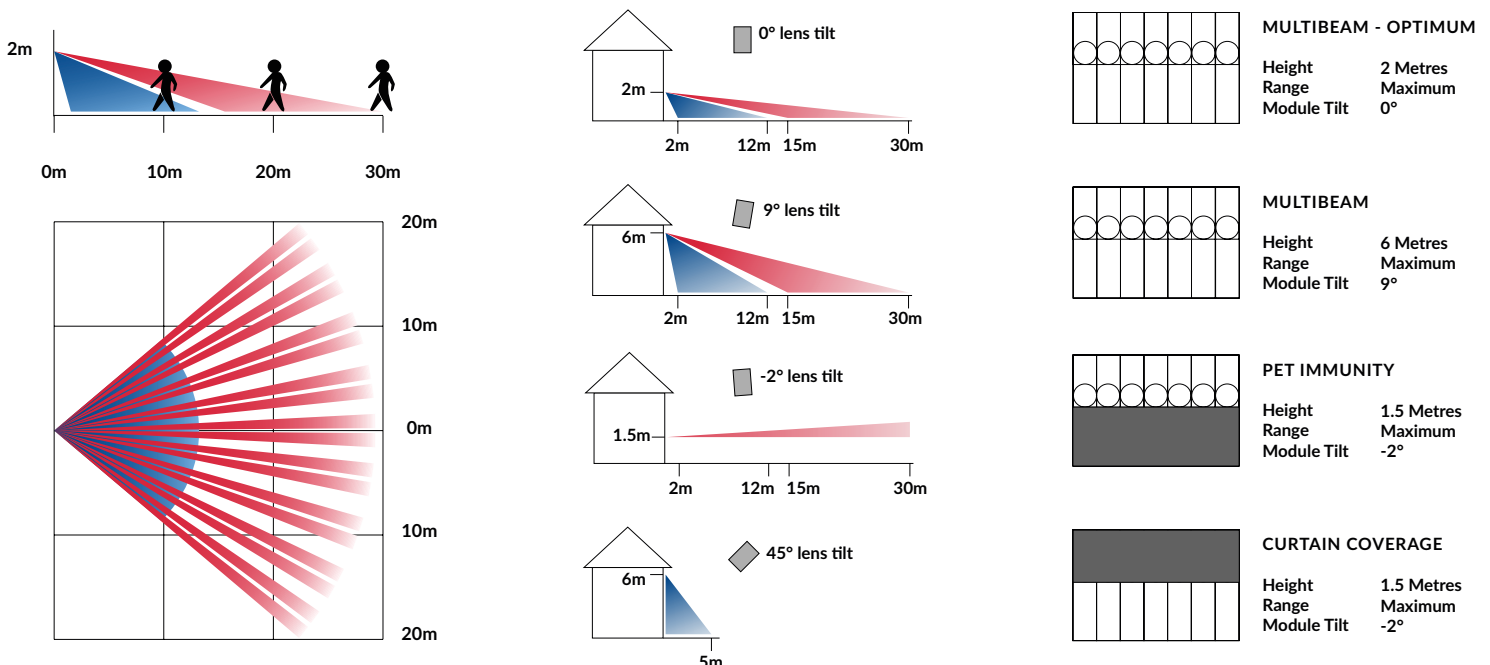 2m
0m 10m 20m 30m
20m
10m
0m
10m
20m
0° lens tilt
2m
2m 12m 15m 30m
9° lens tilt
6m
2m 12m 15m 30m
-2° lens tilt
1.5m
2m 12m 15m 30m
45° lens tilt
6m
5m
MULTIBEAM - OPTIMUM
Height 2 Metres
Range Maximum
Module Tilt 0°
MULTIBEAM
Height 6 Metres
Range Maximum
Module Tilt 9°
PET IMMUNITY
Height 1.5 Metres
Range Maximum
Module Tilt -2°
CURTAIN COVERAGE
Height 1.5 Metres
Range Maximum
Module Tilt -2°